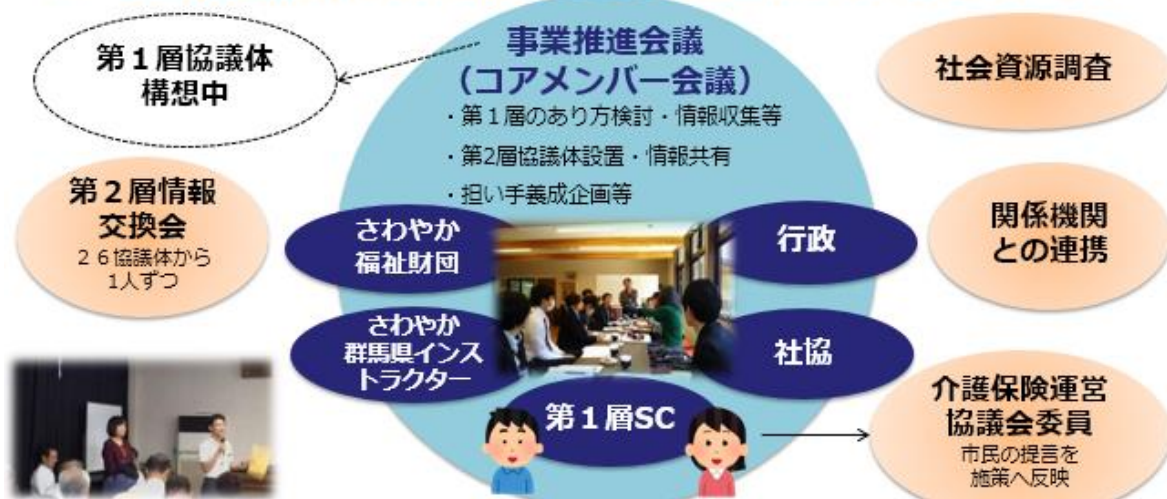 第１層協議体
構想中
事業推進会議
（コアメンバー会議）
・第１層のあり方検討・情報収集等
・第2層協議体設置・情報共有
・担い手養成企画等
社会資源調査
第２層情報
交換会
２６協議体から
1人ずつ
さわやか
福祉財団
行政
関係機関
との連携
さわやか
群馬県インス
トラクター
社協
第１層SC
介護保険運営
協議会委員
市民の提言を
施策へ反映